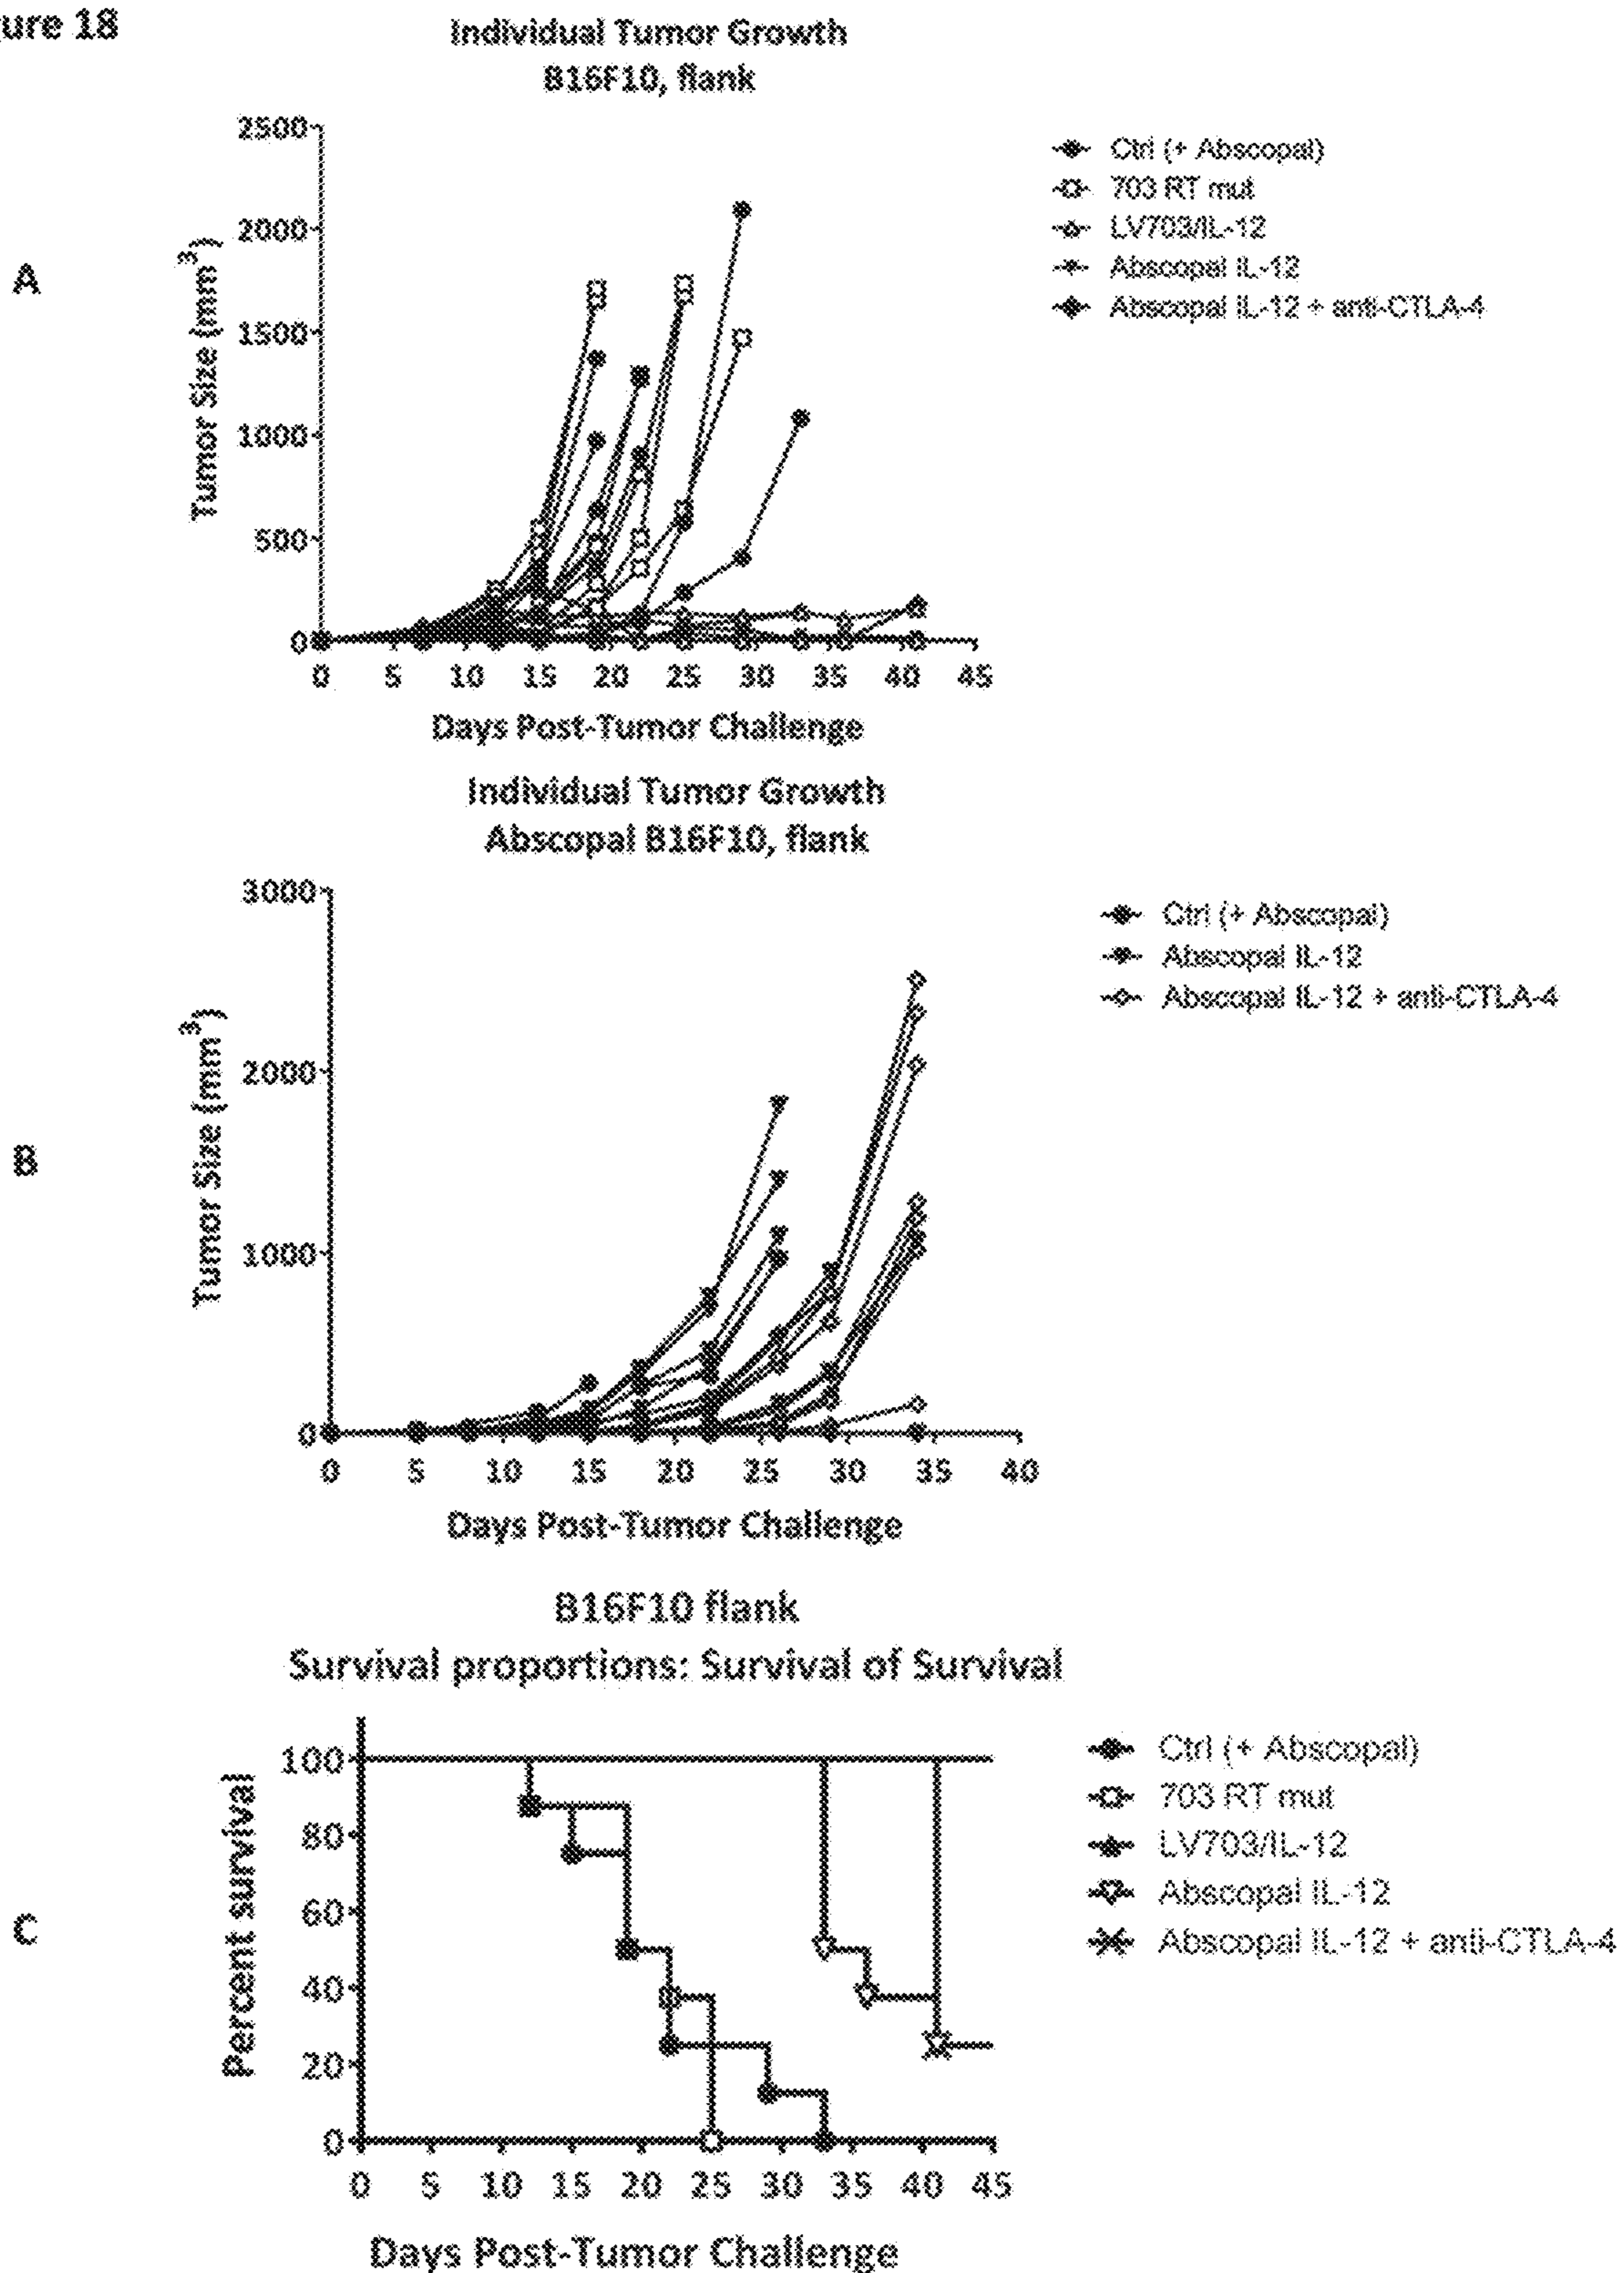 ure 18
Individual Tumor Growth
B16F10, flank
2500
2000
1500
1000
500
0
Tumor Size (mm³)
0 5 10 15 20 25 30 35 40 45
Days Post-Tumor Challenge
Ctrl (+ Abscopal)
703 RT mut
LV703/IL-12
Abscopal IL-12
Abscopal IL-12 + anti-CTLA-4
A
Individual Tumor Growth
Abscopal B16F10, flank
3000
2000
1000
0
Tumor Size (mm³)
0 5 10 15 20 25 30 35 40
Days Post-Tumor Challenge
Ctrl (+ Abscopal)
Abscopal IL-12
Abscopal IL-12 + anti-CTLA-4
B
B16F10 flank
Survival proportions: Survival of Survival
100
80
60
40
20
0
Percent survival
0 5 10 15 20 25 30 35 40 45
Days Post-Tumor Challenge
Ctrl (+ Abscopal)
703 RT mut
LV703/IL-12
Abscopal IL-12
Abscopal IL-12 + anti-CTLA-4
C